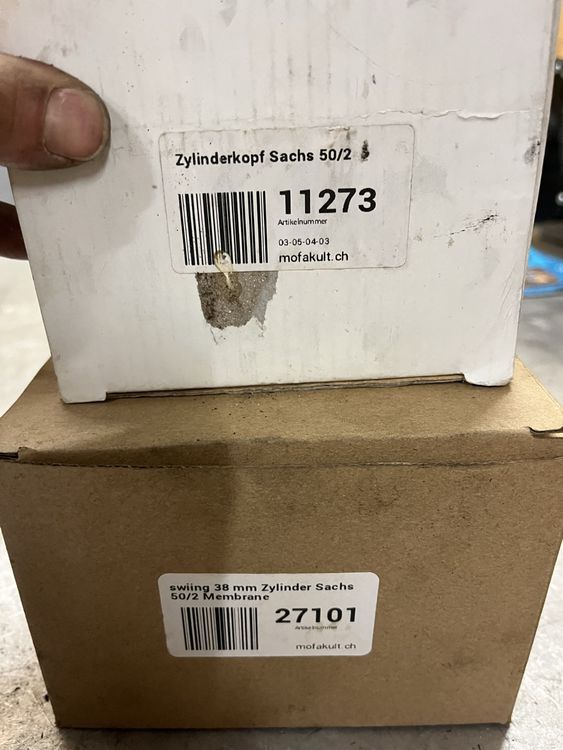 Zylinderkopf Sachs 50/2
11273
Artikelnummer
03-05-04-03
mofakult.ch
swiing 38 mm Zylinder Sachs
50/2 Membrane
27101
Artikelnummer
mofakult.ch